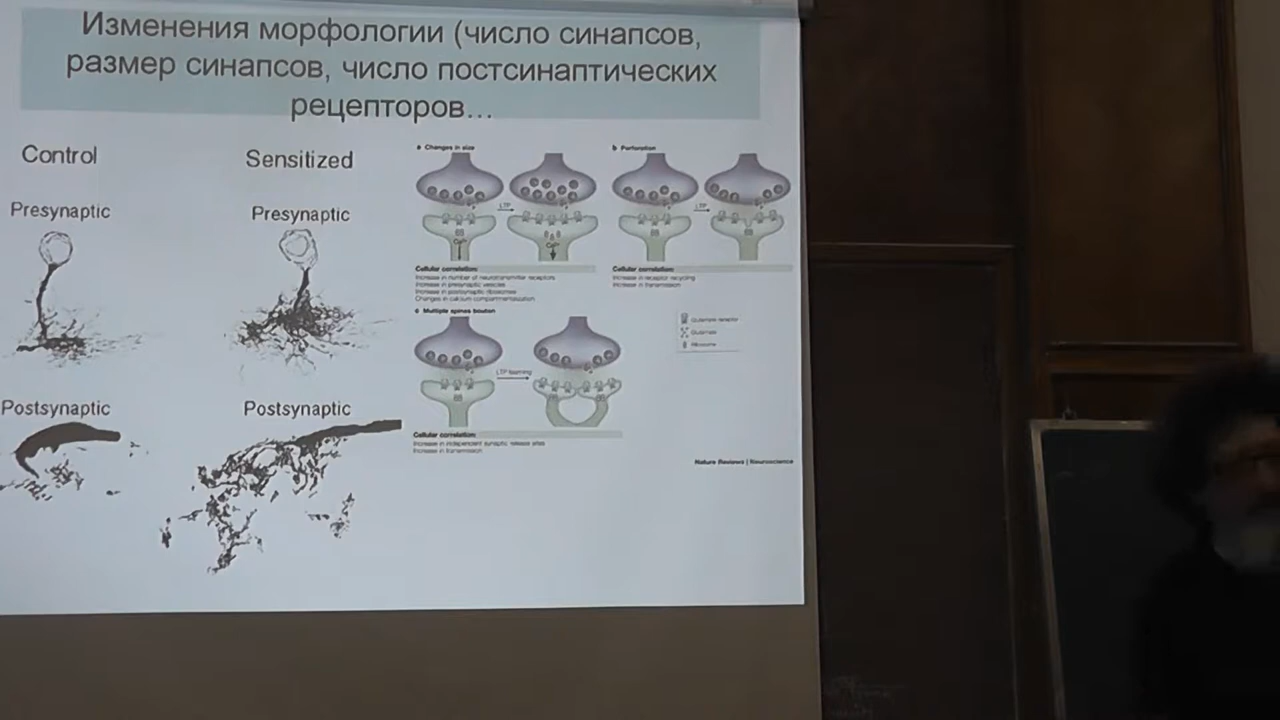 Изменения морфологии (число синапсов,
размер синапсов, число постсинаптических
рецепторов…
Control
Sensitized
Presynaptic
Presynaptic
Postsynaptic
Postsynaptic
a Changes in size
LTP
Ca²⁺
Ca²⁺
Cellular correlation:
Increase in number of neurotransmitter receptors
Increase in presynaptic vesicles
Increase in postsynaptic ribosomes
Changes in calcium compartmentalization
b Perforation
LTP
Cellular correlation:
Increase in receptor recycling
Increase in transmission
c Multiple spines bouton
LTP learning
Cellular correlation:
Increase in independent synaptic release sites
Increase in transmission
Glutamate receptor
Glutamate
Ribosome
Nature Reviews | Neuroscience